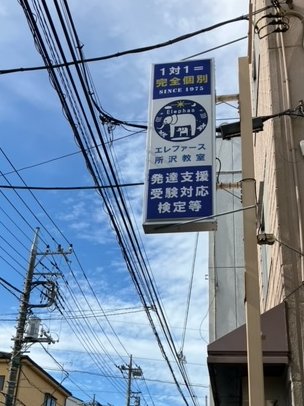 1対1=
完全個別
SINCE 1975
Elephas
エレファース
所沢教室
発達支援
受験対応
検定等